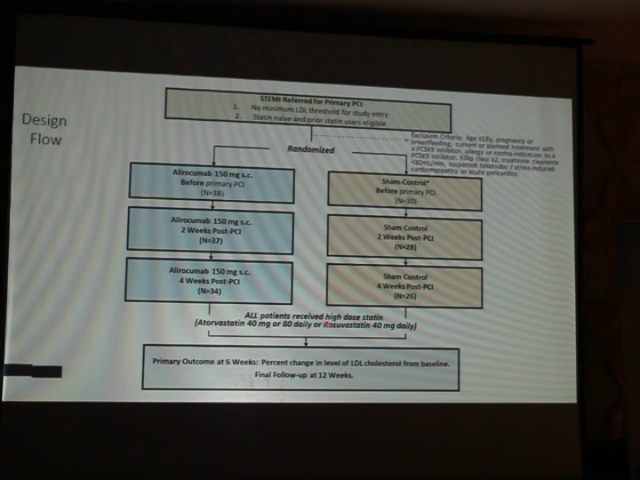 Design
Flow
STEMI Referred for Primary PCI
1. No minimum LDL threshold for study entry
2. Statin naïve and prior statin users eligible
Randomized
Exclusion Criteria: Age ≤18y, pregnancy or
breastfeeding, current or planned treatment with
a PCSK9 inhibitor, allergy or contra-indication to a
PCSK9 inhibitor, Killip class ≥2, creatinine clearance
<30mL/min, suspected takotsubo / stress-induced
cardiomyopathy or acute pericarditis
Alirocumab 150 mg s.c.
Before primary PCI
(N=38)
Sham-Control*
Before primary PCI
(N=30)
Alirocumab 150 mg s.c.
2 Weeks Post-PCI
(N=37)
Sham Control
2 Weeks Post-PCI
(N=28)
Alirocumab 150 mg s.c.
4 Weeks Post-PCI
(N=34)
Sham Control
4 Weeks Post-PCI
(N=26)
ALL patients received high dose statin
(Atorvastatin 40 mg or 80 daily or Rosuvastatin 40 mg daily)
Primary Outcome at 6 Weeks: Percent change in level of LDL cholesterol from baseline.
Final Follow-up at 12 Weeks.